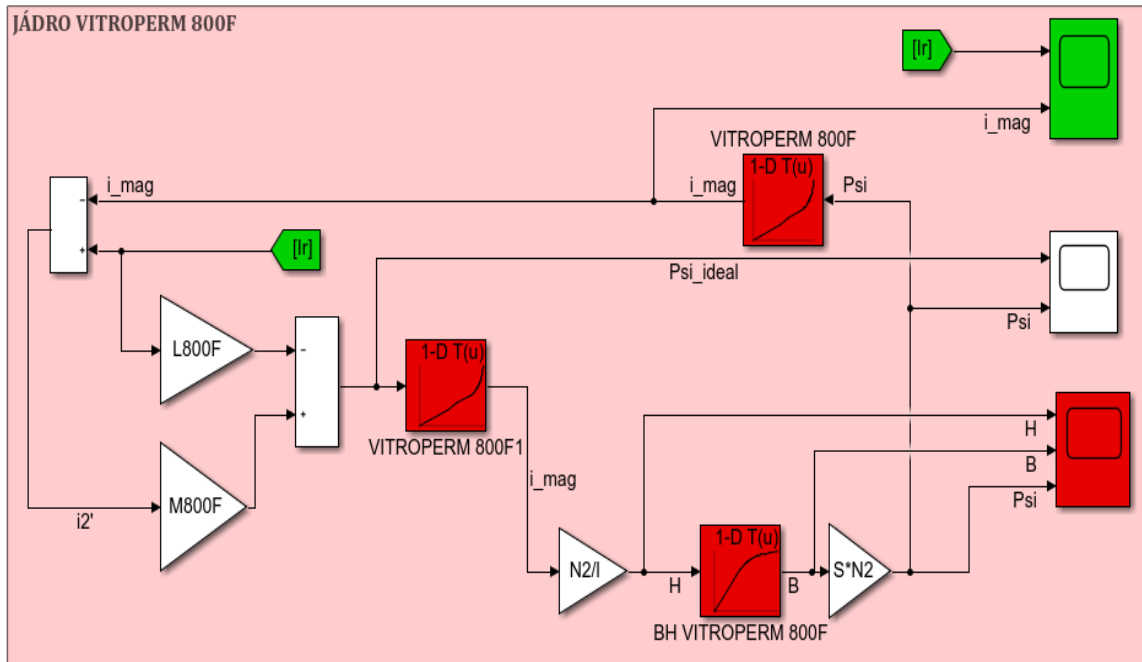 JÁDRO VITROPERM 800F
[Ir]
i_mag
VITROPERM 800F
1-D T(u)
i_mag
i_mag
Psi
-
+
[Ir]
Psi_ideal
Psi
L800F
-
+
1-D T(u)
VITROPERM 800F1
H
B
Psi
i_mag
M800F
i2'
N2/l
H
1-D T(u)
B
S*N2
BH VITROPERM 800F